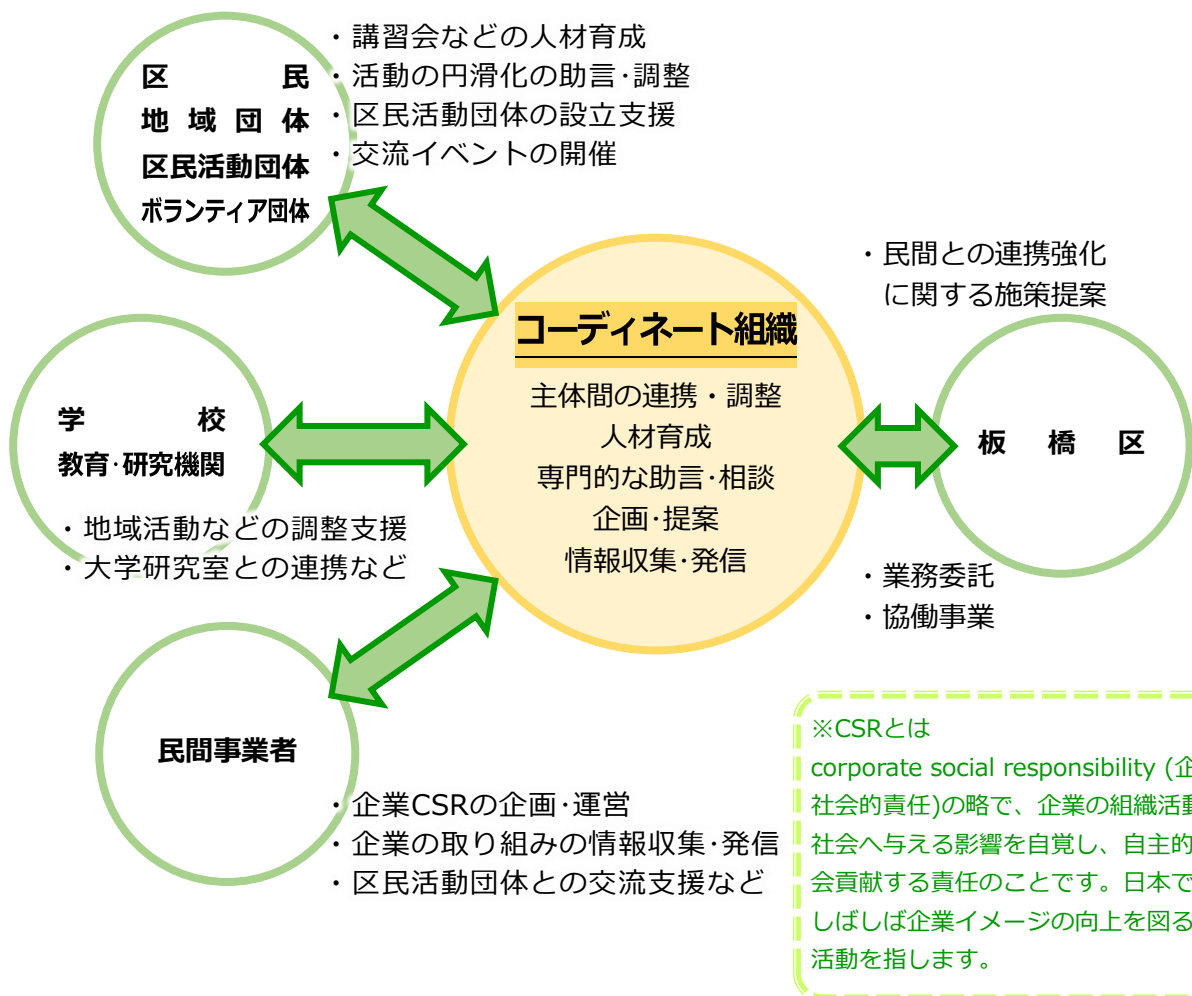 ・講習会などの人材育成
・活動の円滑化の助言･調整
・区民活動団体の設立支援
・交流イベントの開催
区民
地域団体
区民活動団体
ボランティア団体
・民間との連携強化
に関する施策提案
コーディネート組織
主体間の連携・調整
人材育成
専門的な助言･相談
企画･提案
情報収集･発信
学校
教育･研究機関
・地域活動などの調整支援
・大学研究室との連携など
板橋区
・業務委託
・協働事業
民間事業者
・企業CSRの企画･運営
・企業の取り組みの情報収集･発信
・区民活動団体との交流支援など
※CSRとは
corporate social responsibility (企
社会的責任)の略で、企業の組織活動
社会へ与える影響を自覚し、自主的
会貢献する責任のことです。日本で
しばしば企業イメージの向上を図る
活動を指します。